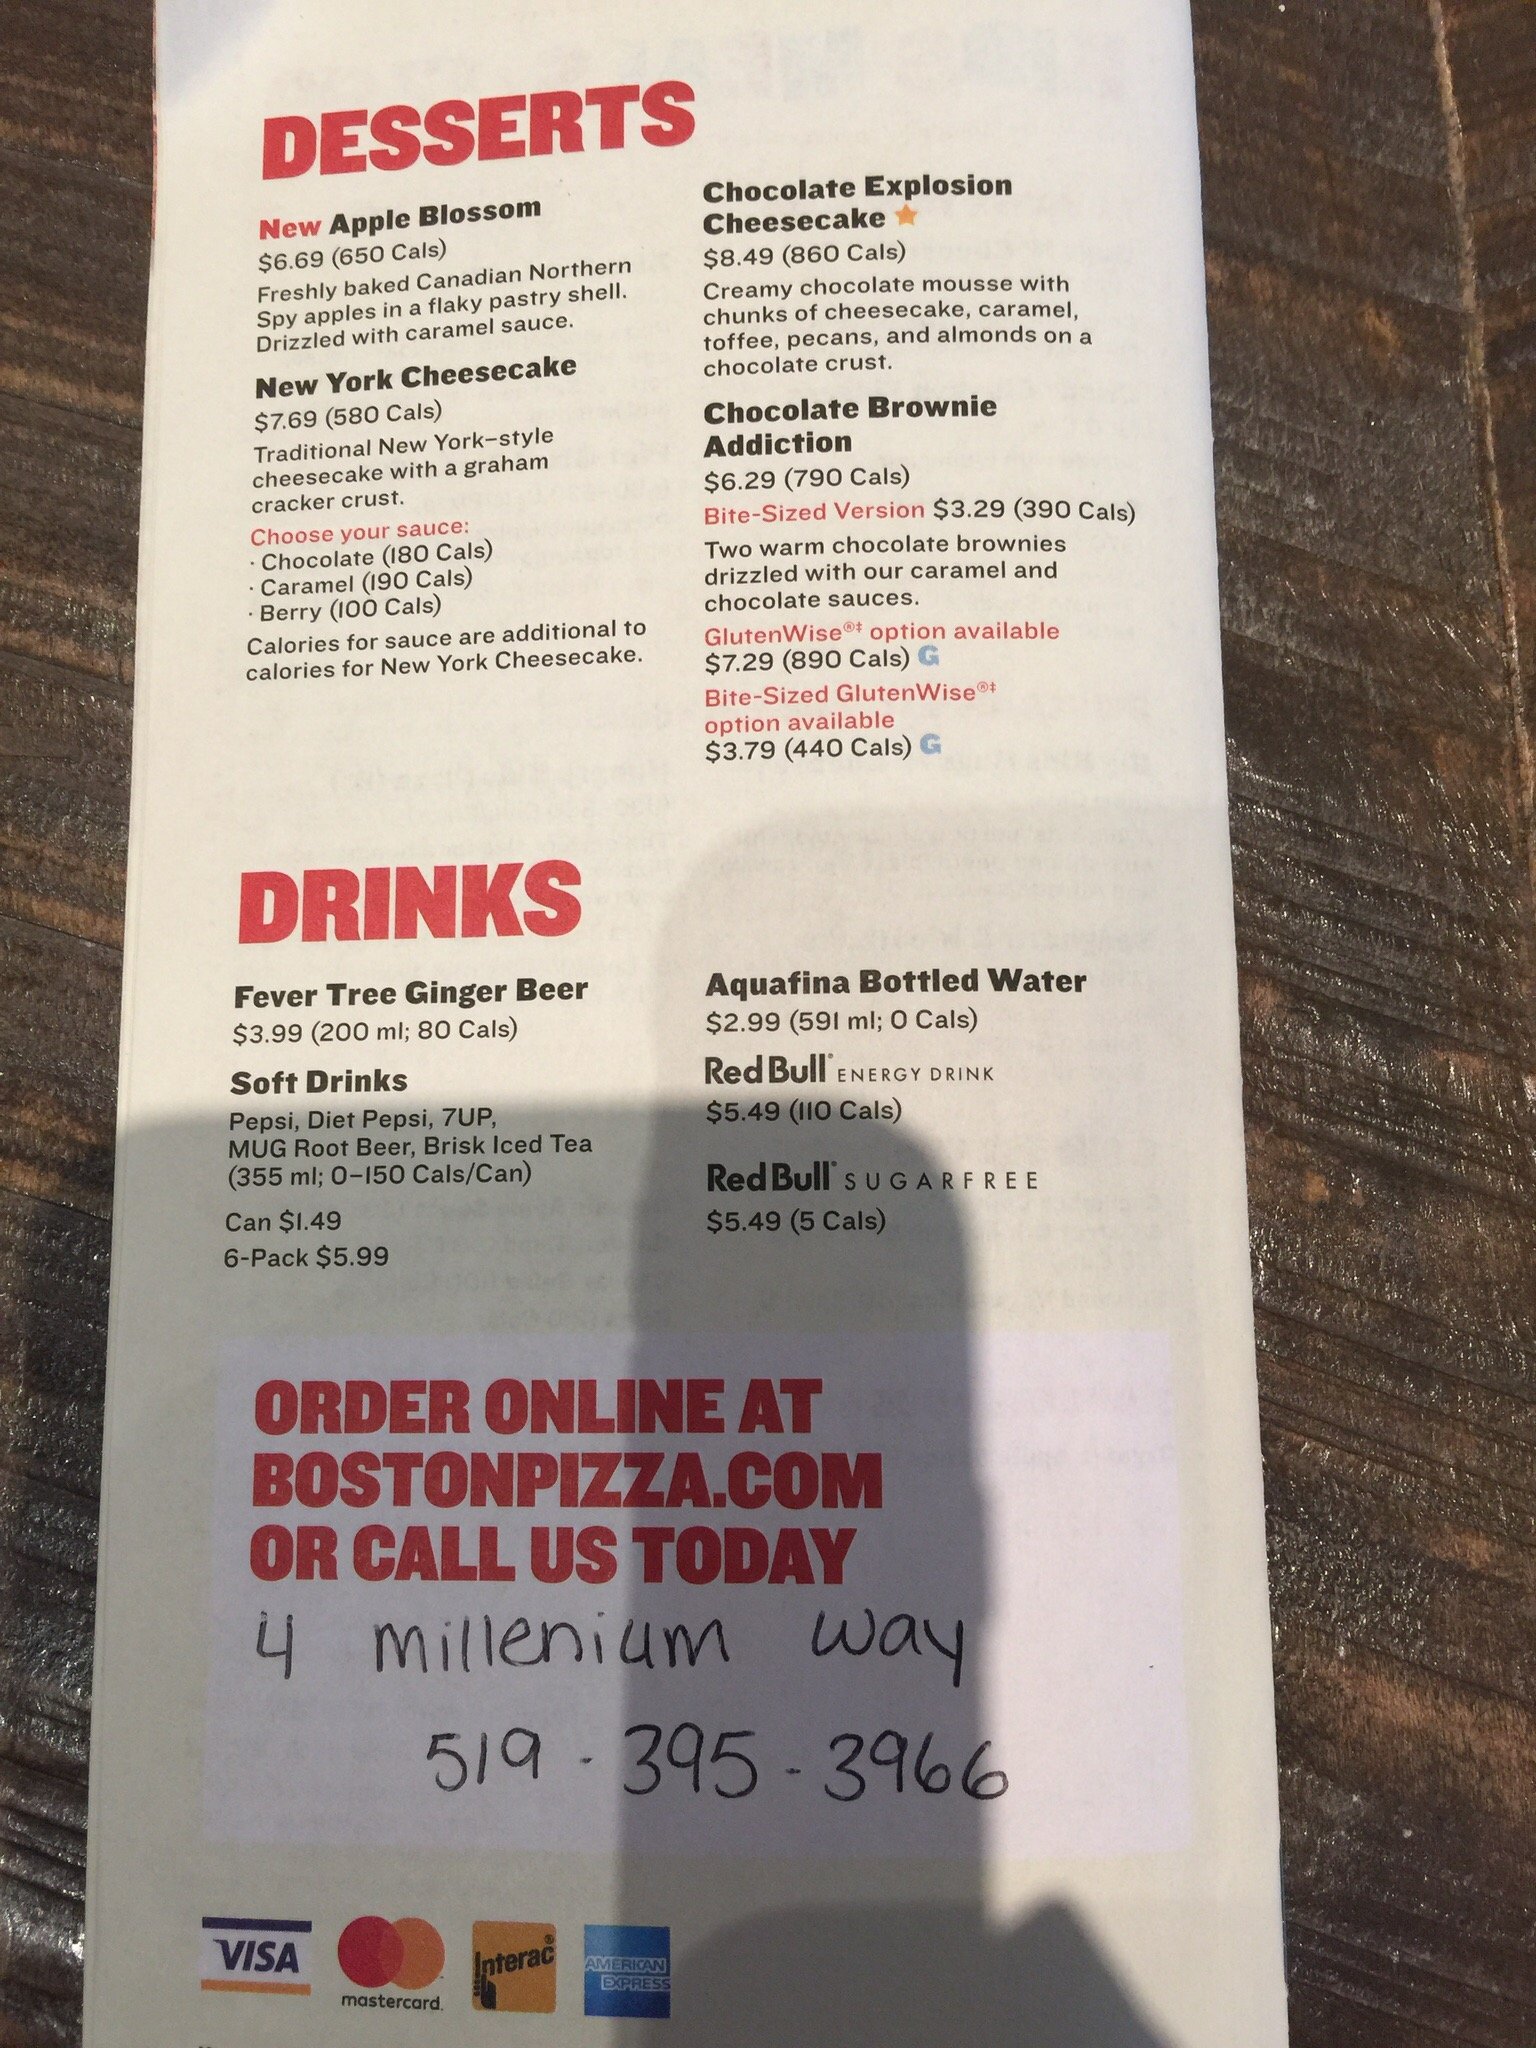 DESSERTS
New Apple Blossom
$6.69 (650 Cals)
Freshly baked Canadian Northern
Spy apples in a flaky pastry shell.
Drizzled with caramel sauce.
New York Cheesecake
$7.69 (580 Cals)
Traditional New York-style
cheesecake with a graham
cracker crust.
Choose your sauce:
· Chocolate (180 Cals)
· Caramel (190 Cals)
· Berry (100 Cals)
Calories for sauce are additional to
calories for New York Cheesecake.
Chocolate Explosion
Cheesecake
$8.49 (860 Cals)
Creamy chocolate mousse with
chunks of cheesecake, caramel,
toffee, pecans, and almonds on a
chocolate crust.
Chocolate Brownie
Addiction
$6.29 (790 Cals)
Bite-Sized Version $3.29 (390 Cals)
Two warm chocolate brownies
drizzled with our caramel and
chocolate sauces.
GlutenWise®‡ option available
$7.29 (890 Cals) G
Bite-Sized GlutenWise®‡
option available
$3.79 (440 Cals) G
DRINKS
Fever Tree Ginger Beer
$3.99 (200 ml; 80 Cals)
Soft Drinks
Pepsi, Diet Pepsi, 7UP,
MUG Root Beer, Brisk Iced Tea
(355 ml; 0-150 Cals/Can)
Can $1.49
6-Pack $5.99
Aquafina Bottled Water
$2.99 (591 ml; 0 Cals)
Red Bull® ENERGY DRINK
$5.49 (110 Cals)
Red Bull® SUGARFREE
$5.49 (5 Cals)
ORDER ONLINE AT
BOSTONPIZZA.COM
OR CALL US TODAY
4 millenium way
519-395-3966
VISA
mastercard.
Interac®
AMERICAN
EXPRESS